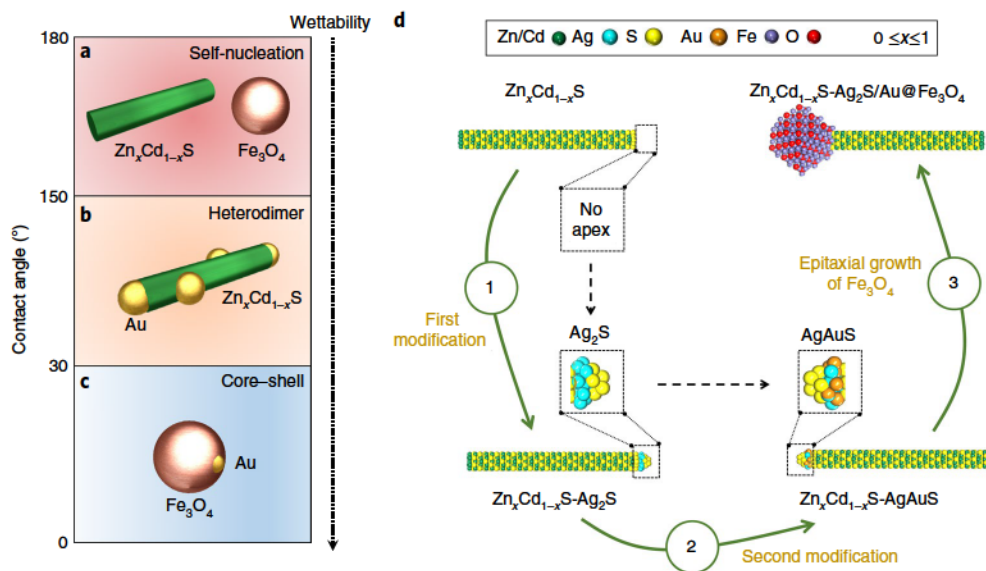 Wettability
Contact angle (°)
180
150
30
0
a
Self-nucleation
ZnxCd1–xS
Fe3O4
b
Heterodimer
ZnxCd1–xS
Au
c
Core–shell
Au
Fe3O4
d
Zn/Cd Ag S Au Fe O 0 ≤x≤1
ZnxCd1–xS
ZnxCd1–xS-Ag2S/Au@Fe3O4
No
apex
1
First
modification
Epitaxial growth
of Fe3O4
3
Ag2S
AgAuS
ZnxCd1–xS-Ag2S
ZnxCd1–xS-AgAuS
2
Second modification